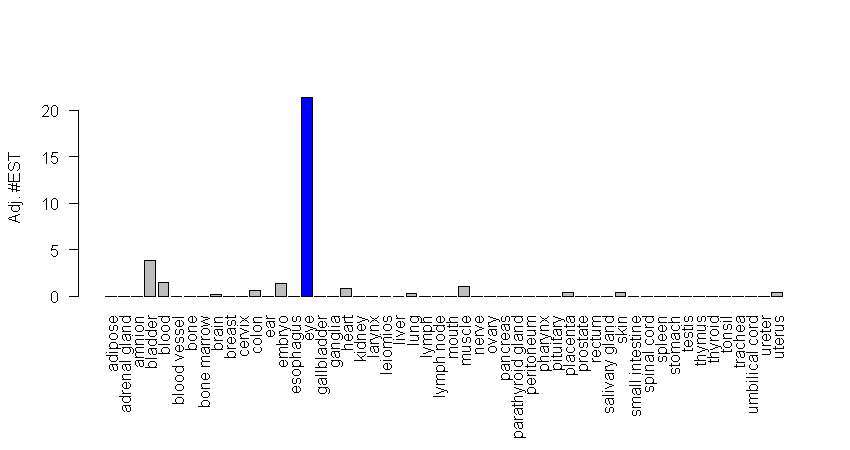 Adj. #EST
20
15
10
5
0
adipose
adrenal gland
amnion
bladder
blood
blood vessel
bone
bone marrow
brain
breast
cervix
colon
ear
embryo
esophagus
eye
gallbladder
ganglia
heart
kidney
larynx
leiomios
liver
lung
lymph
lymph node
mouth
muscle
nerve
ovary
pancreas
parathyroid gland
peritoneum
pharynx
pituitary
placenta
prostate
rectum
salivary gland
skin
small intestine
spinal cord
spleen
stomach
testis
thymus
thyroid
tonsil
trachea
umbilical cord
ureter
uterus